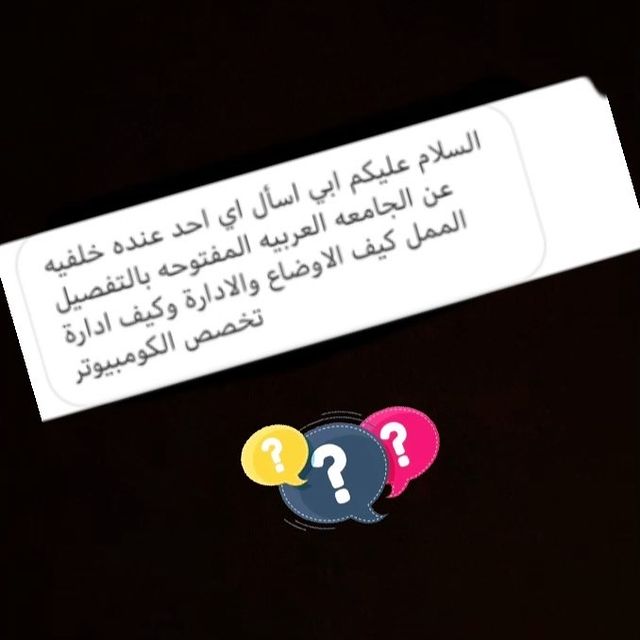 السلام عليكم ابي اسأل اي احد عنده خلفيه
عن الجامعه العربيه المفتوحه بالتفصيل
الممل كيف الاوضاع والادارة وكيف ادارة
تخصص الكومبيوتر
? ? ?